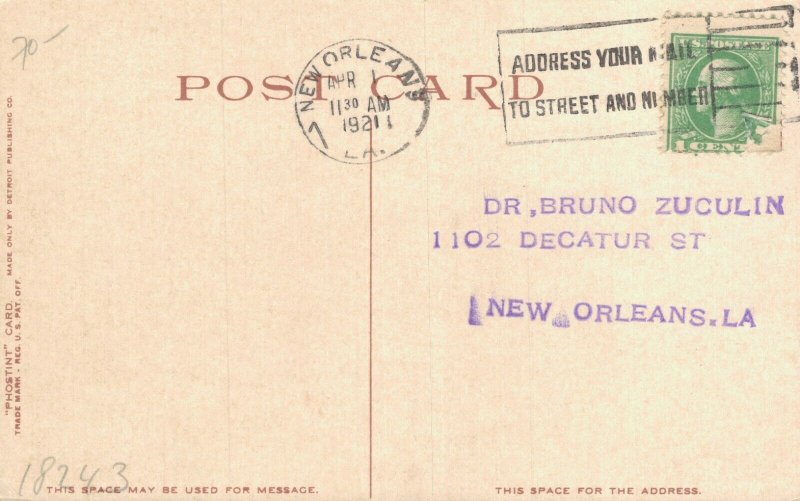 70-
POST CARD
NEW ORLEANS
APR 1
11 30 AM
1921
LA.
ADDRESS YOUR MAIL
TO STREET AND NUMBER
U.S. POSTAGE
1 CENT
DR, BRUNO ZUCULIN
1102 DECATUR ST
NEW ORLEANS. LA
"PHOSTINT" CARD. MADE ONLY BY DETROIT PUBLISHING CO.
TRADE MARK - REG. U.S. PAT. OFF.
18243
THIS SPACE MAY BE USED FOR MESSAGE.
THIS SPACE FOR THE ADDRESS.